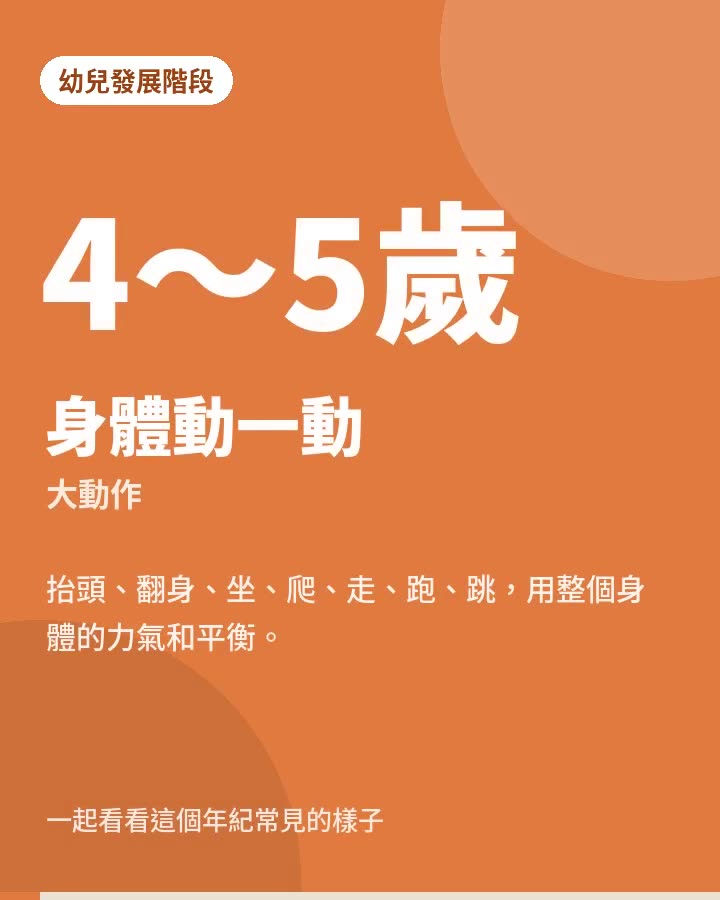 幼兒發展階段
4～5歲
身體動一動
大動作
抬頭、翻身、坐、爬、走、跑、跳，用整個身
體的力氣和平衡。
一起看看這個年紀常見的樣子